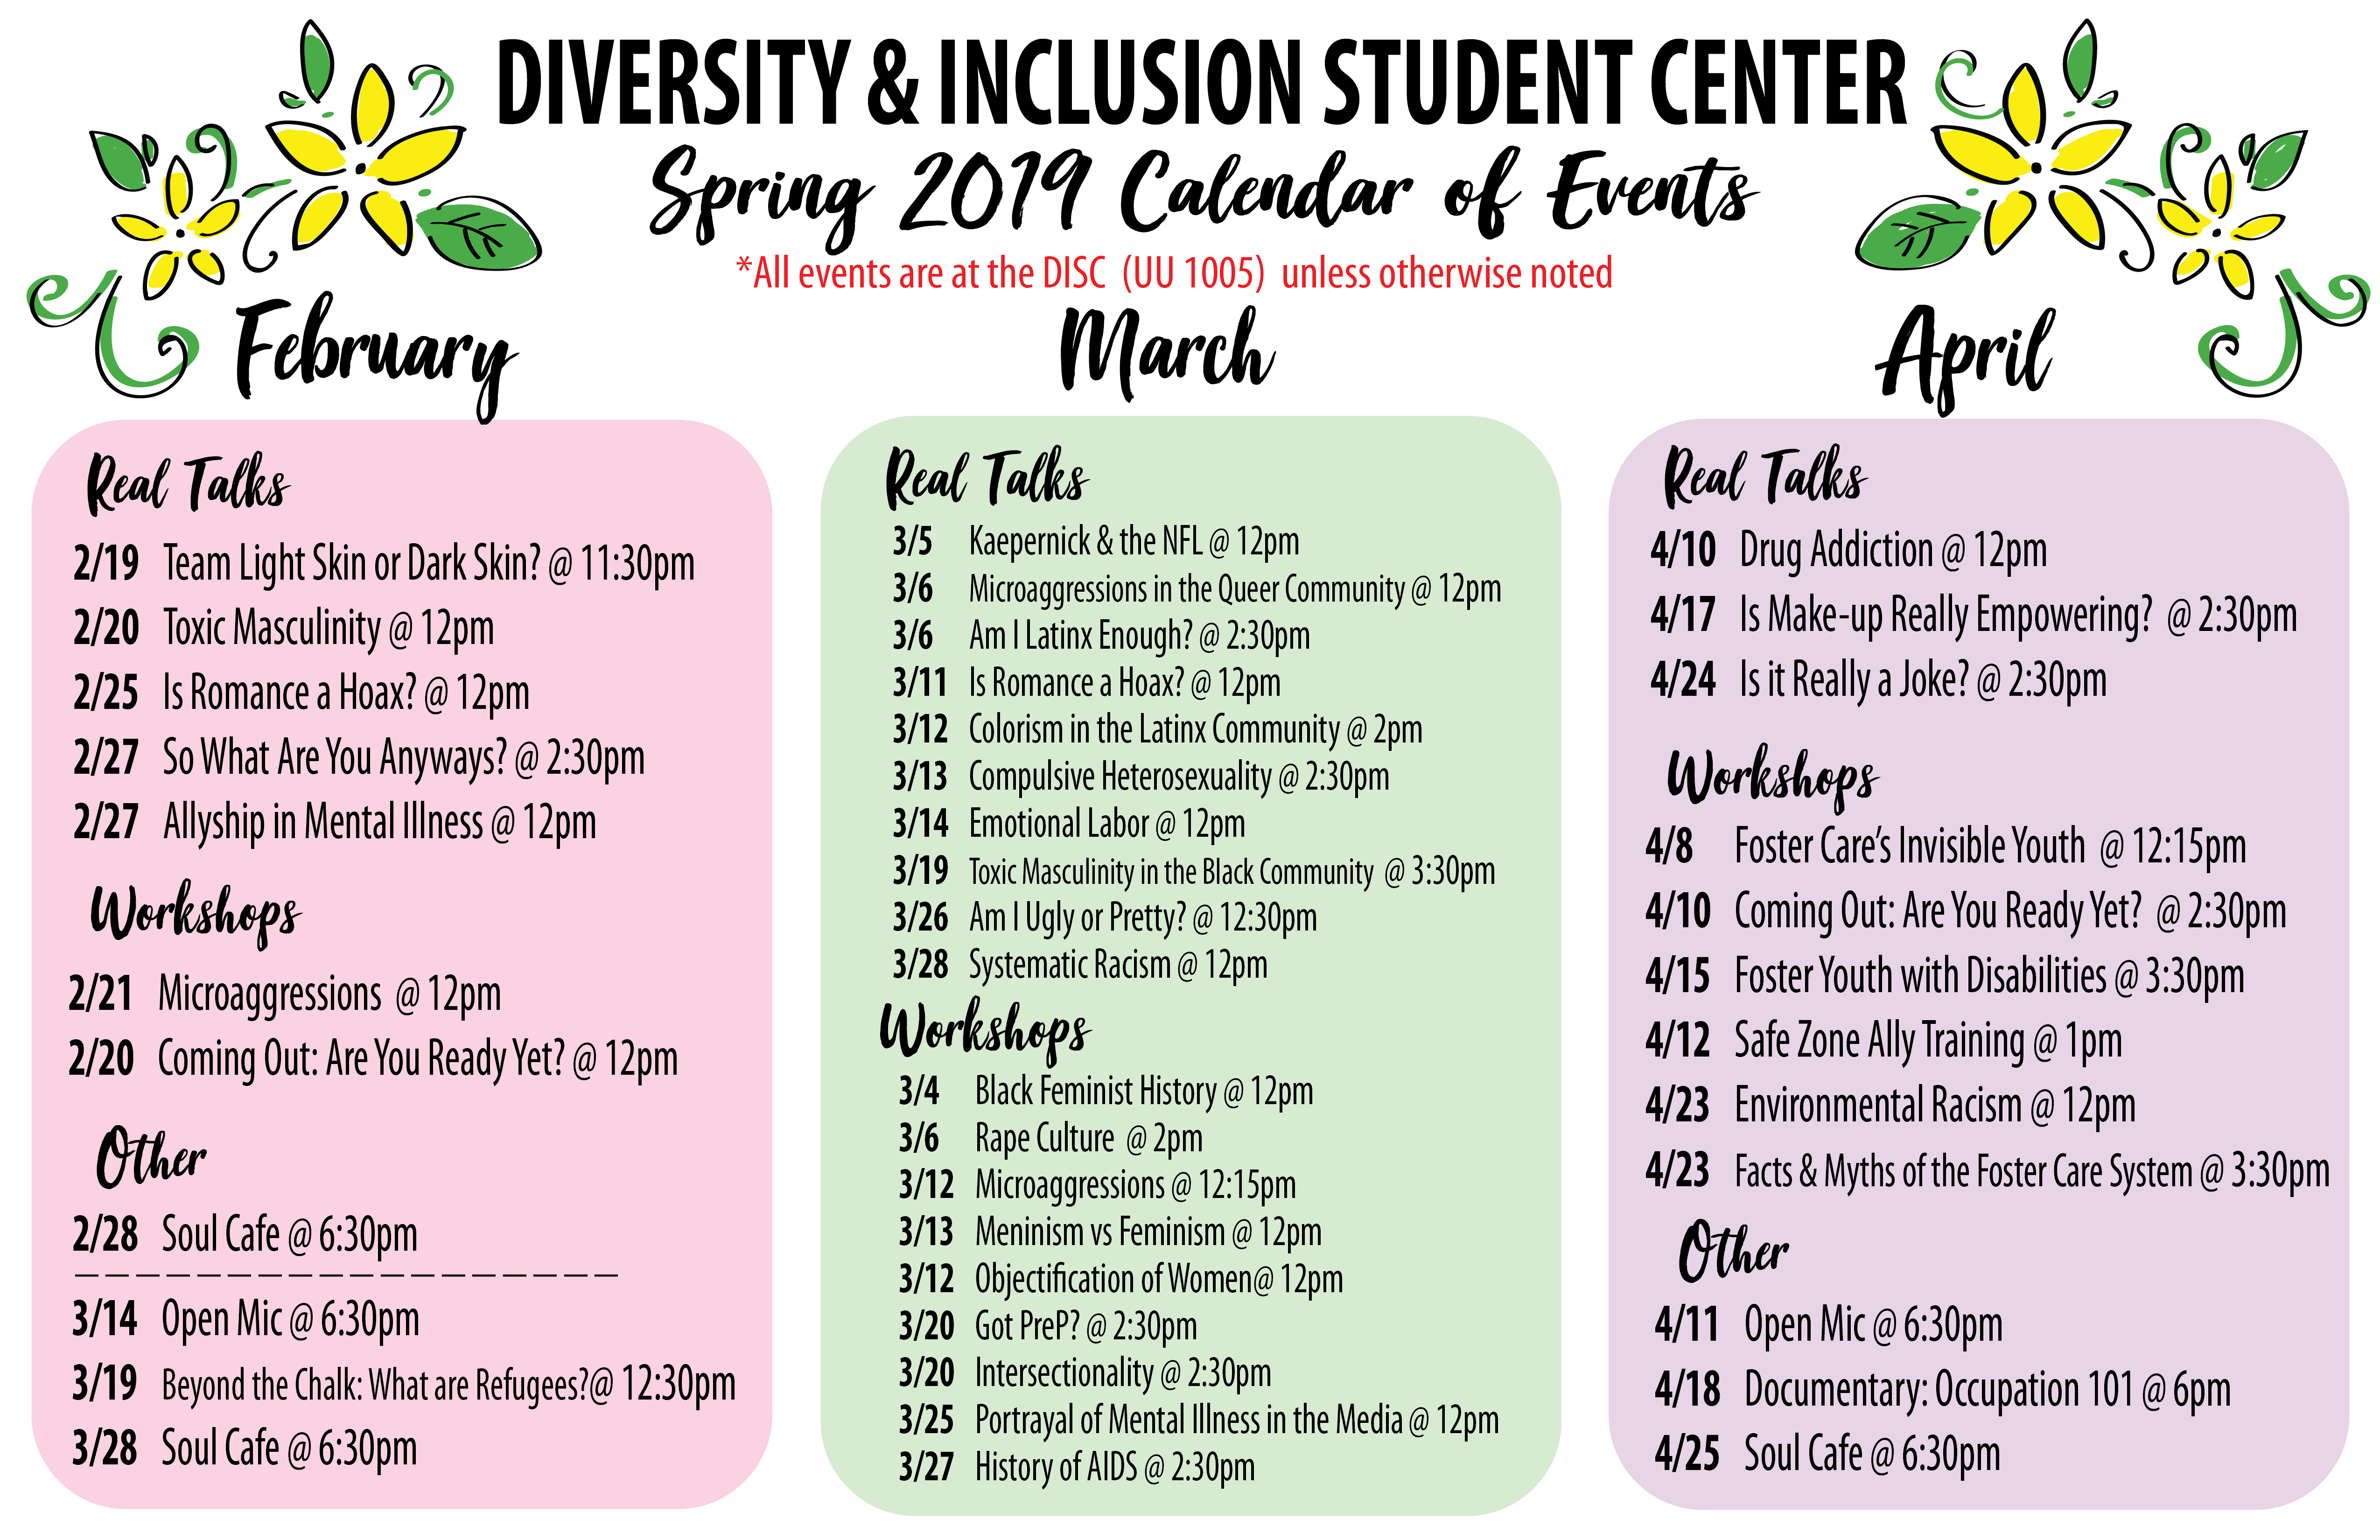 DIVERSITY & INCLUSION STUDENT CENTER
Spring 2019 Calendar of Events
*All events are at the DISC (UU 1005) unless otherwise noted
February
Real Talks
2/19 Team Light Skin or Dark Skin? @ 11:30pm
2/20 Toxic Masculinity @ 12pm
2/25 Is Romance a Hoax? @ 12pm
2/27 So What Are You Anyways? @ 2:30pm
2/27 Allyship in Mental Illness @ 12pm
Workshops
2/21 Microaggressions @ 12pm
2/20 Coming Out: Are You Ready Yet? @ 12pm
Other
2/28 Soul Cafe @ 6:30pm
3/14 Open Mic @ 6:30pm
3/19 Beyond the Chalk: What are Refugees?@ 12:30pm
3/28 Soul Cafe @ 6:30pm
March
Real Talks
3/5 Kaepernick & the NFL @ 12pm
3/6 Microaggressions in the Queer Community @ 12pm
3/6 Am I Latinx Enough? @ 2:30pm
3/11 Is Romance a Hoax? @ 12pm
3/12 Colorism in the Latinx Community @ 2pm
3/13 Compulsive Heterosexuality @ 2:30pm
3/14 Emotional Labor @ 12pm
3/19 Toxic Masculinity in the Black Community @ 3:30pm
3/26 Am I Ugly or Pretty? @ 12:30pm
3/28 Systematic Racism @ 12pm
Workshops
3/4 Black Feminist History @ 12pm
3/6 Rape Culture @ 2pm
3/12 Microaggressions @ 12:15pm
3/13 Meninism vs Feminism @ 12pm
3/12 Objectification of Women@ 12pm
3/20 Got PreP? @ 2:30pm
3/20 Intersectionality @ 2:30pm
3/25 Portrayal of Mental Illness in the Media @ 12pm
3/27 History of AIDS @ 2:30pm
April
Real Talks
4/10 Drug Addiction @ 12pm
4/17 Is Make-up Really Empowering? @ 2:30pm
4/24 Is it Really a Joke? @ 2:30pm
Workshops
4/8 Foster Care's Invisible Youth @ 12:15pm
4/10 Coming Out: Are You Ready Yet? @ 2:30pm
4/15 Foster Youth with Disabilities @ 3:30pm
4/12 Safe Zone Ally Training @ 1pm
4/23 Environmental Racism @ 12pm
4/23 Facts & Myths of the Foster Care System @ 3:30pm
Other
4/11 Open Mic @ 6:30pm
4/18 Documentary: Occupation 101 @ 6pm
4/25 Soul Cafe @ 6:30pm